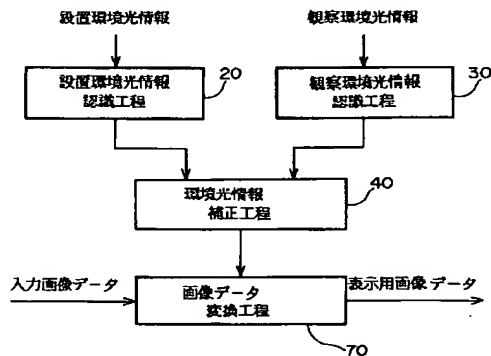 設置環境光情報
観察環境光情報
設置環境光情報
認識工程
20
観察環境光情報
認識工程
30
環境光情報
補正工程
40
入力画像データ
画像データ
変換工程
表示用画像データ
70